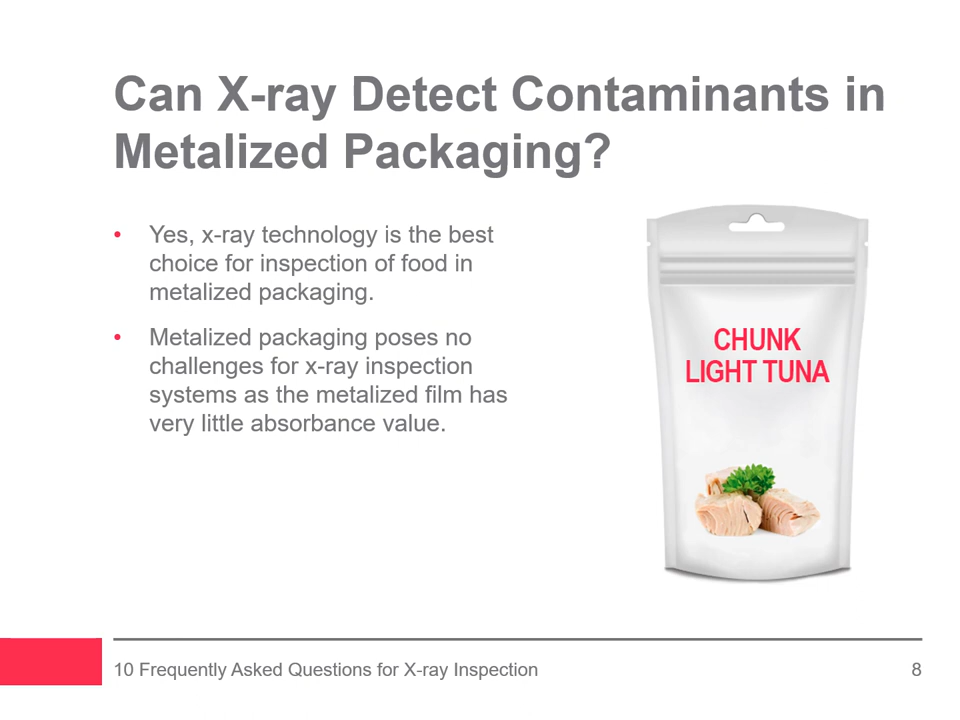 Can X-ray Detect Contaminants in
Metalized Packaging?
• Yes, x-ray technology is the best
choice for inspection of food in
metalized packaging.
• Metalized packaging poses no
challenges for x-ray inspection
systems as the metalized film has
very little absorbance value.
CHUNK
LIGHT TUNA
10 Frequently Asked Questions for X-ray Inspection
8